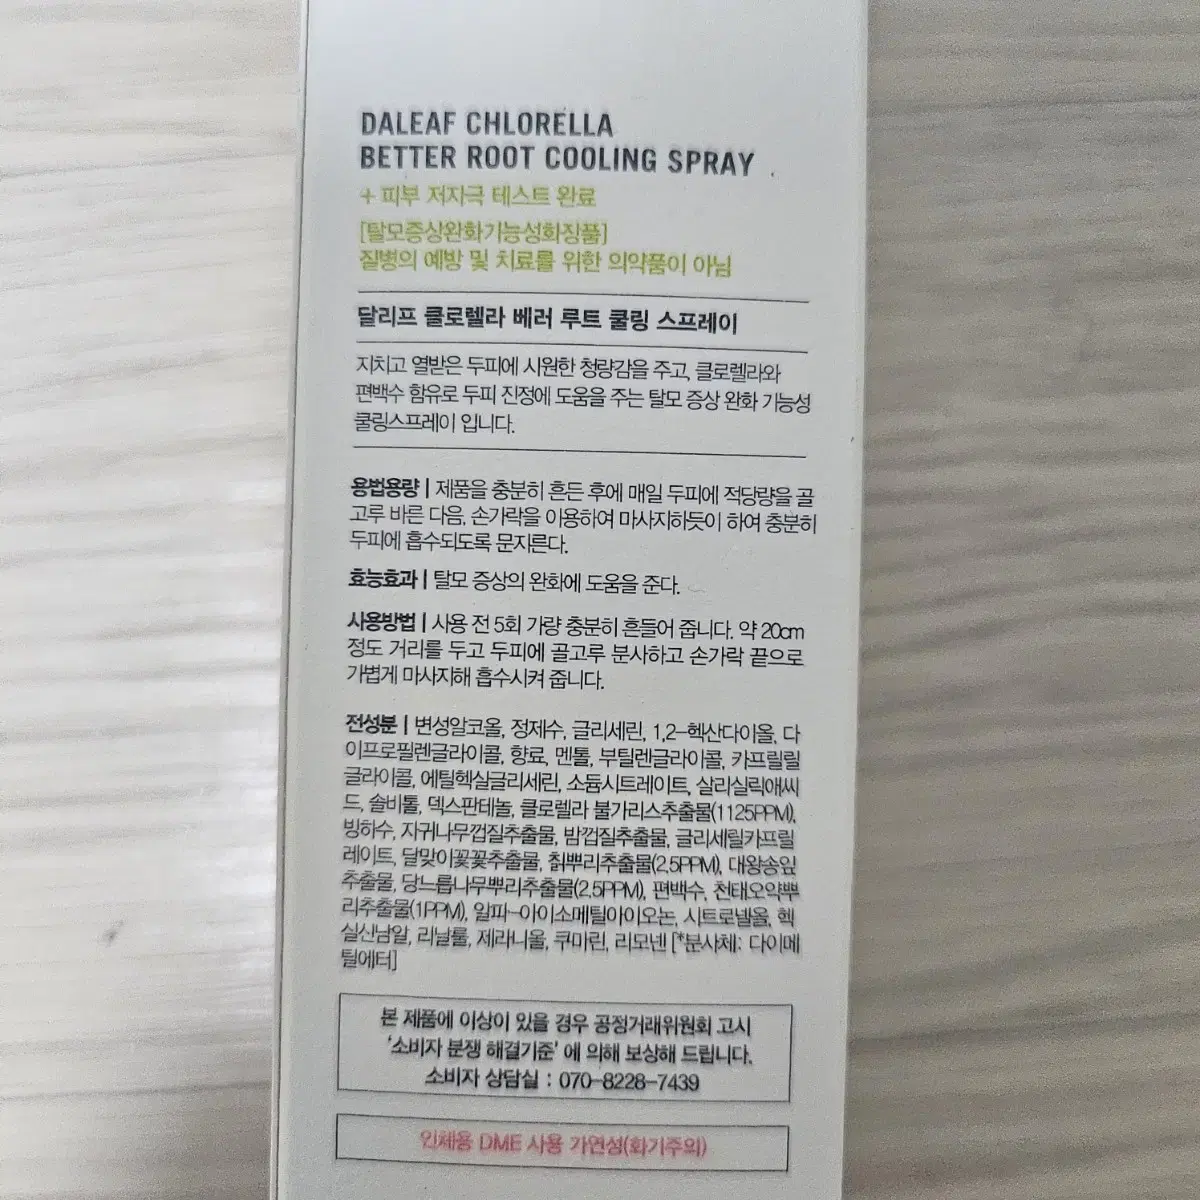 DALEAF CHLORELLA
BETTER ROOT COOLING SPRAY
+ 피부 저자극 테스트 완료
[탈모증상완화기능성화장품]
질병의 예방 및 치료를 위한 의약품이 아님
달리프 클로렐라 베러 루트 쿨링 스프레이
지치고 열받은 두피에 시원한 청량감을 주고, 클로렐라와
편백수 함유로 두피 진정에 도움을 주는 탈모 증상 완화 기능성
쿨링스프레이 입니다.
용법용량 | 제품을 충분히 흔든 후에 매일 두피에 적당량을 골
고루 바른 다음, 손가락을 이용하여 마사지하듯이 하여 충분히
두피에 흡수되도록 문지른다.
효능효과 | 탈모 증상의 완화에 도움을 준다.
사용방법 | 사용 전 5회 가량 충분히 흔들어 줍니다. 약 20cm
정도 거리를 두고 두피에 골고루 분사하고 손가락 끝으로
가볍게 마사지해 흡수시켜 줍니다.
전성분 | 변성알코올, 정제수, 글리세린, 1,2-헥산다이올, 다
이프로필렌글라이콜, 향료, 멘톨, 부틸렌글라이콜, 카프릴릴
글라이콜, 에틸헥실글리세린, 소듐시트레이트, 살리실릭애씨
드, 솔비톨, 덱스판테놀, 클로렐라 불가리스추출물(1125PPM),
빙하수, 자귀나무껍질추출물, 밤껍질추출물, 글리세릴카프릴
레이트, 달맞이꽃꽃추출물, 칡뿌리추출물(2.5PPM), 대왕송잎
추출물, 당느릅나무뿌리추출물(2.5PPM), 편백수, 천태오약뿌
리추출물(1PPM), 알파-아이소메틸아이오논, 시트로넬올, 헥
실신남알, 리날룰, 제라니올, 쿠마린, 리모넨 [*분사체: 다이메
틸에터]
본 제품에 이상이 있을 경우 공정거래위원회 고시
'소비자 분쟁 해결기준' 에 의해 보상해 드립니다.
소비자 상담실 : 070-8228-7439
인체용 DME 사용 가연성(화기주의)